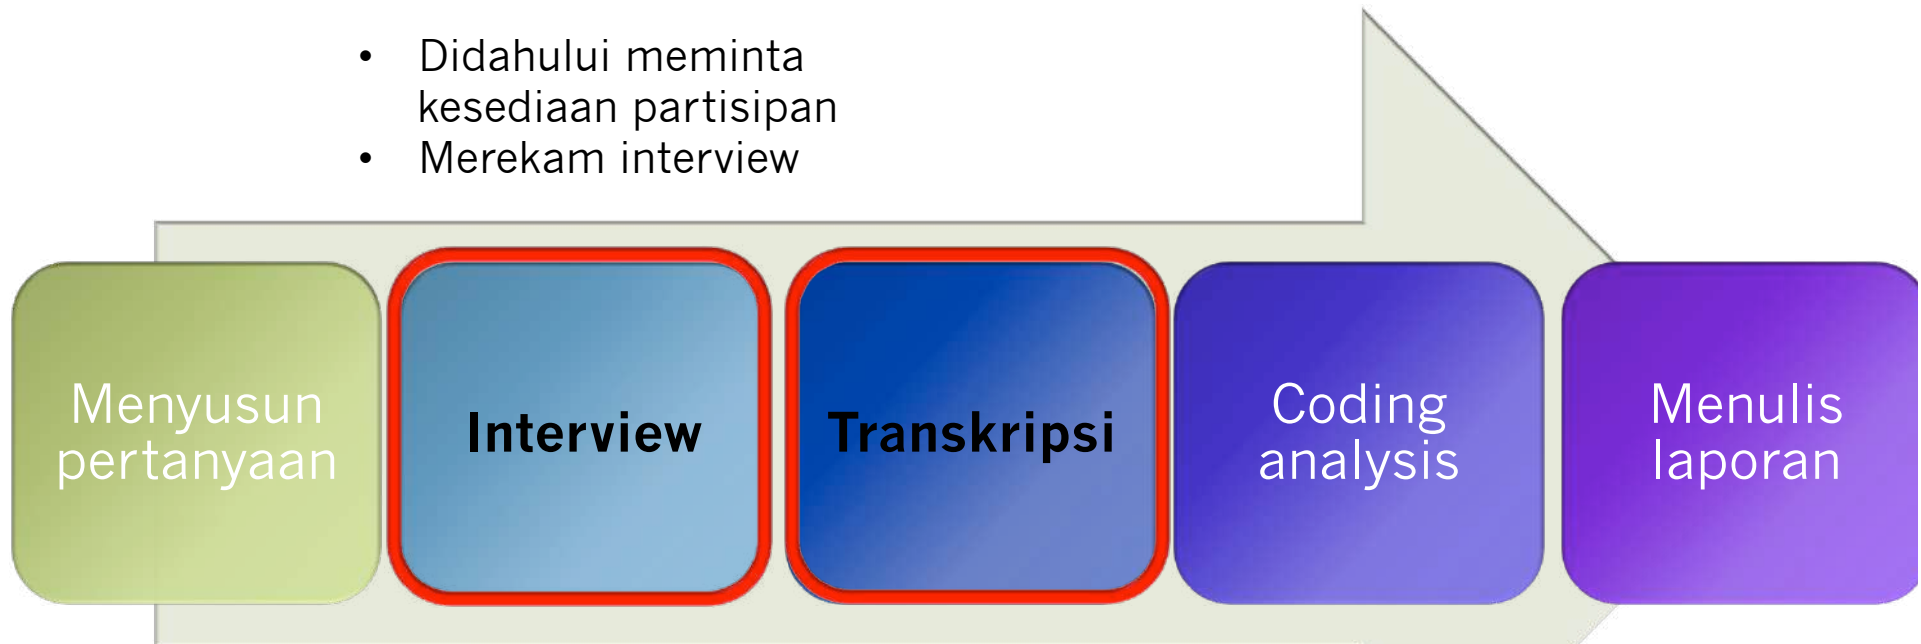 • Didahului meminta
kesediaan partisipan
• Merekam interview
Menyusun
pertanyaan
Interview
Transkripsi
Coding
analysis
Menulis
laporan